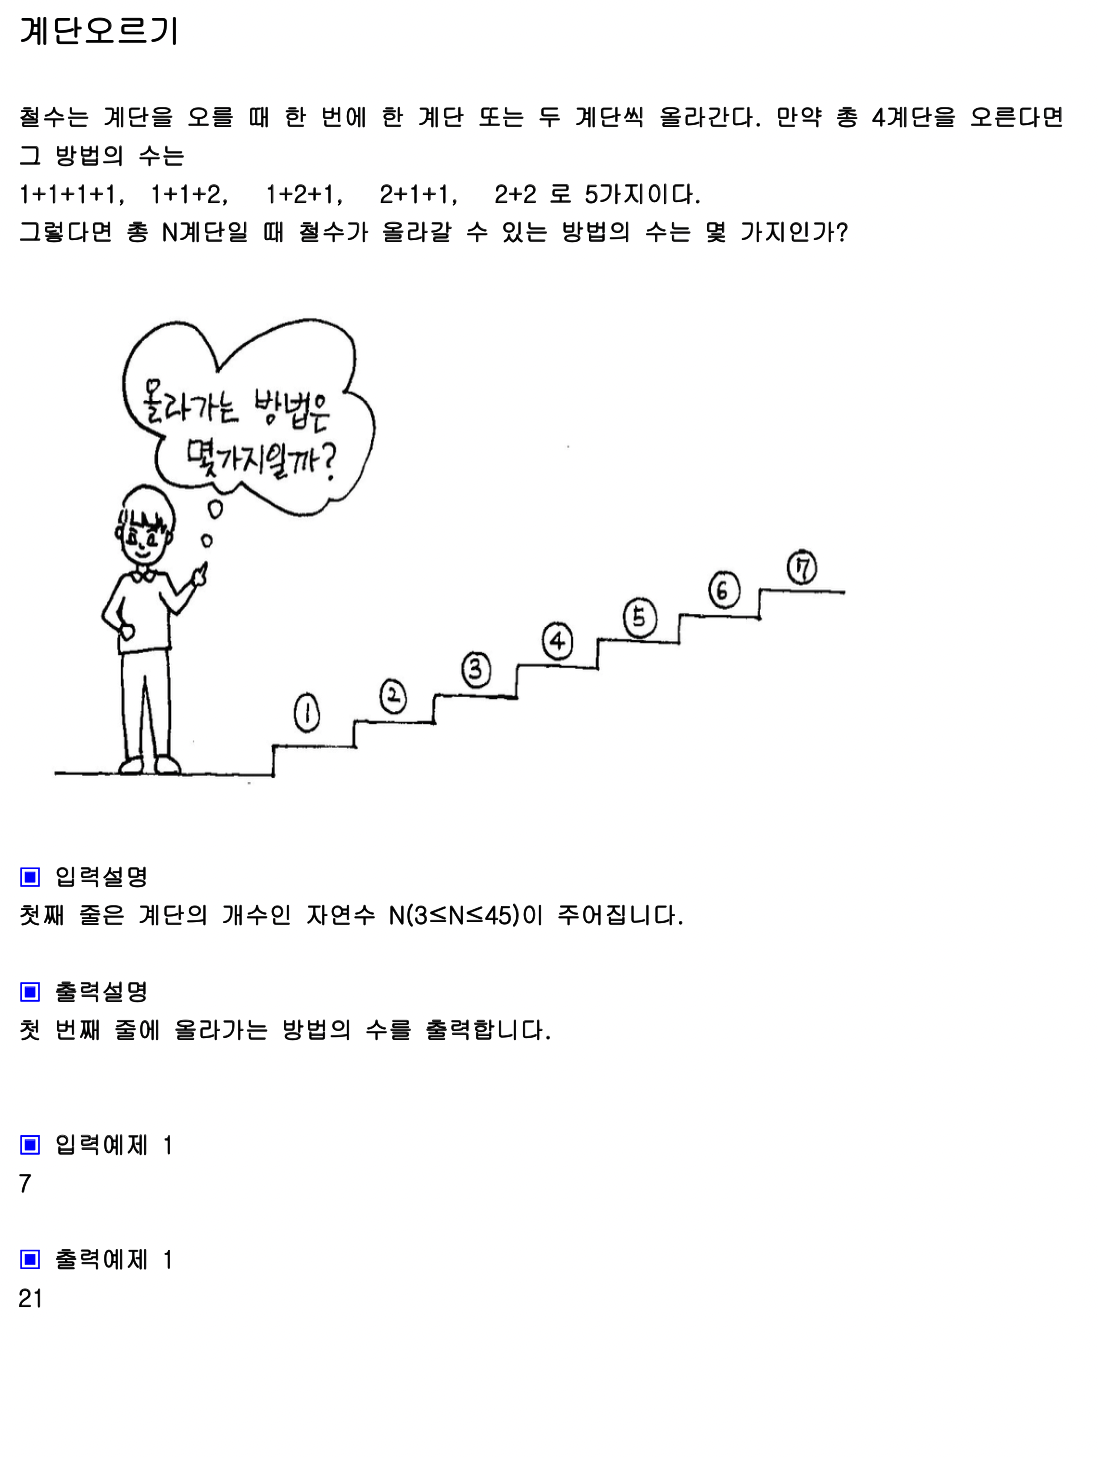 계단오르기
철수는 계단을 오를 때 한 번에 한 계단 또는 두 계단씩 올라간다. 만약 총 4계단을 오른다면
그 방법의 수는
1+1+1+1, 1+1+2, 1+2+1, 2+1+1, 2+2 로 5가지이다.
그렇다면 총 N계단일 때 철수가 올라갈 수 있는 방법의 수는 몇 가지인가?
올라가는 방법은
몇가지일까?
①
②
③
④
⑤
⑥
⑦
▣ 입력설명
첫째 줄은 계단의 개수인 자연수 N(3≤N≤45)이 주어집니다.
▣ 출력설명
첫 번째 줄에 올라가는 방법의 수를 출력합니다.
▣ 입력예제 1
7
▣ 출력예제 1
21